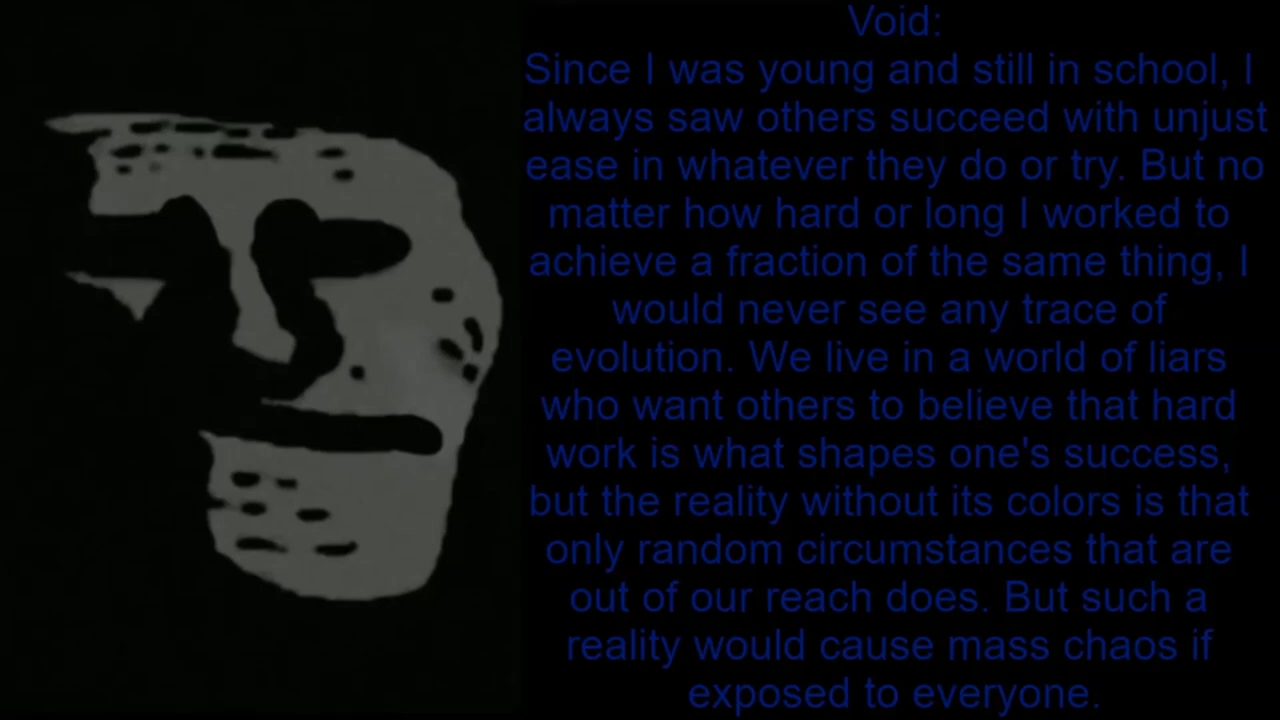 Void:
Since I was young and still in school, I
always saw others succeed with unjust
ease in whatever they do or try. But no
matter how hard or long I worked to
achieve a fraction of the same thing, I
would never see any trace of
evolution. We live in a world of liars
who want others to believe that hard
work is what shapes one's success,
but the reality without its colors is that
only random circumstances that are
out of our reach does. But such a
reality would cause mass chaos if
exposed to everyone.